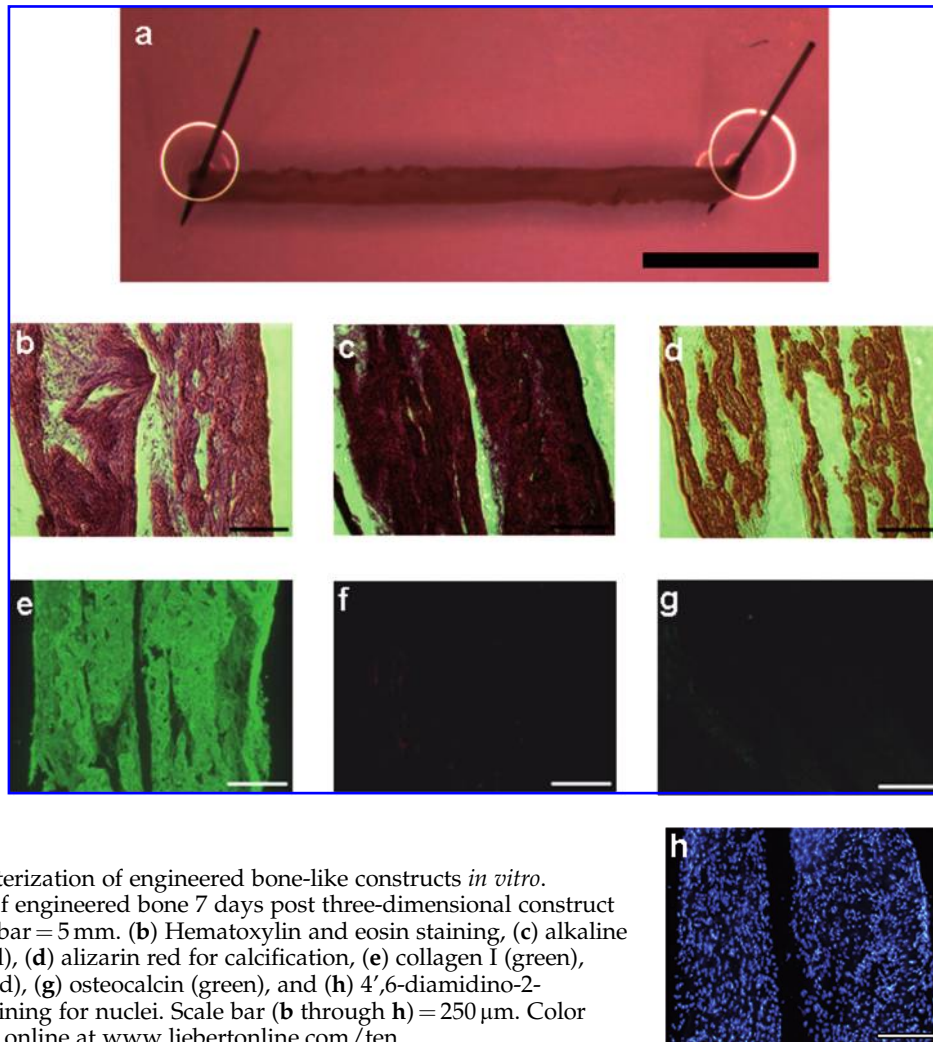 a
b
c
d
e
f
g
h
of engineered bone-like constructs in vitro.
engineered bone 7 days post three-dimensional construct
bar = 5 mm. (b) Hematoxylin and eosin staining, (c) alkaline
(d) alizarin red for calcification, (e) collagen I (green),
(g) osteocalcin (green), and (h) 4′,6-diamidino-2-
for nuclei. Scale bar (b through h) = 250 μm. Color
online at www.liebertonline.com/ten